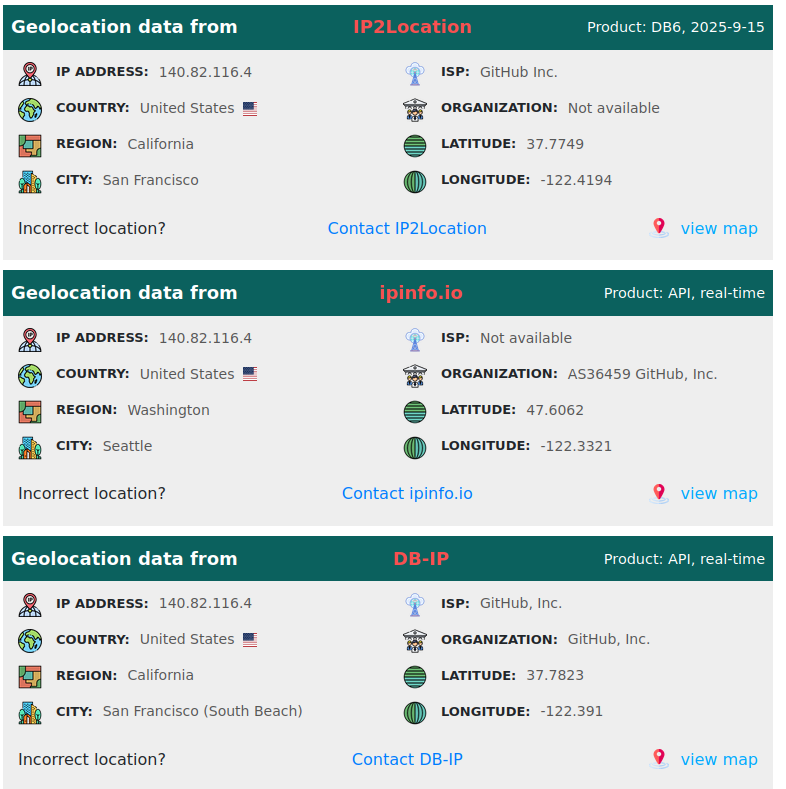 Geolocation data from IP2Location Product: DB6, 2025-9-15
IP ADDRESS: 140.82.116.4 ISP: GitHub Inc.
COUNTRY: United States ORGANIZATION: Not available
REGION: California LATITUDE: 37.7749
CITY: San Francisco LONGITUDE: -122.4194
Incorrect location? Contact IP2Location view map
Geolocation data from ipinfo.io Product: API, real-time
IP ADDRESS: 140.82.116.4 ISP: Not available
COUNTRY: United States ORGANIZATION: AS36459 GitHub, Inc.
REGION: Washington LATITUDE: 47.6062
CITY: Seattle LONGITUDE: -122.3321
Incorrect location? Contact ipinfo.io view map
Geolocation data from DB-IP Product: API, real-time
IP ADDRESS: 140.82.116.4 ISP: GitHub, Inc.
COUNTRY: United States ORGANIZATION: GitHub, Inc.
REGION: California LATITUDE: 37.7823
CITY: San Francisco (South Beach) LONGITUDE: -122.391
Incorrect location? Contact DB-IP view map